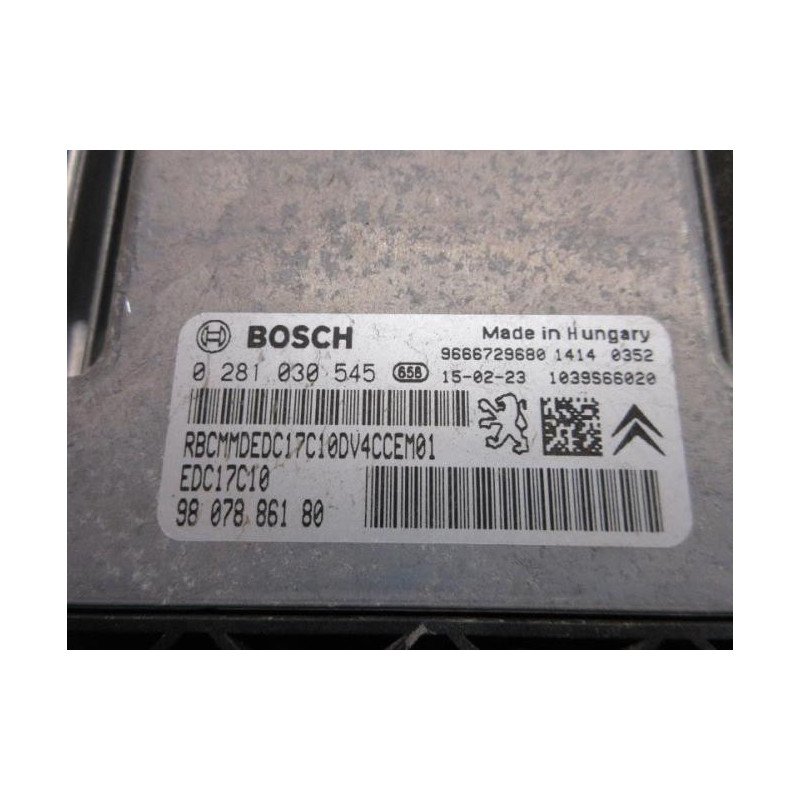 BOSCH Made in Hungary
9666729680 1414 0352
0 281 030 545 658 15-02-23 1039S66020
RBCMMDEDC17C10DV4CCEM01
EDC17C10
98 078 861 80